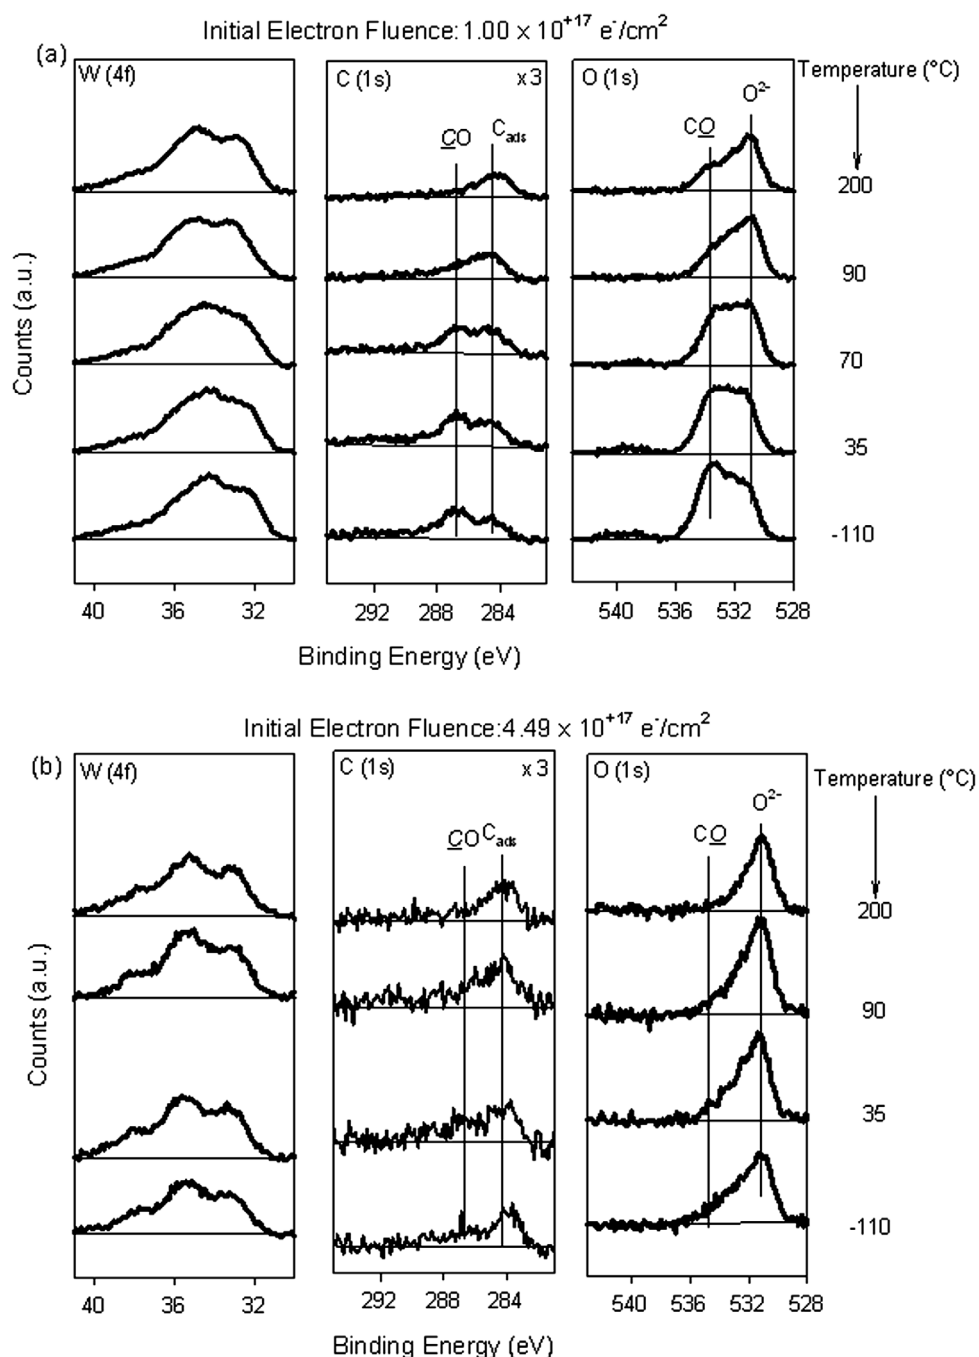 Initial Electron Fluence:1.00 x 10+17 e-/cm2
(a)
W (4f)
C (1s) x 3
O (1s)
Temperature (°C)
CO Cads
CO O2-
200
90
70
35
-110
Counts (a.u.)
40 36 32
292 288 284
540 536 532 528
Binding Energy (eV)
Initial Electron Fluence:4.49 x 10+17 e-/cm2
(b)
W (4f)
C (1s) x 3
O (1s)
Temperature (°C)
CO Cads
CO O2-
200
90
35
-110
Counts (a.u.)
40 35 32
292 288 284
540 536 532 528
Binding Energy (eV)